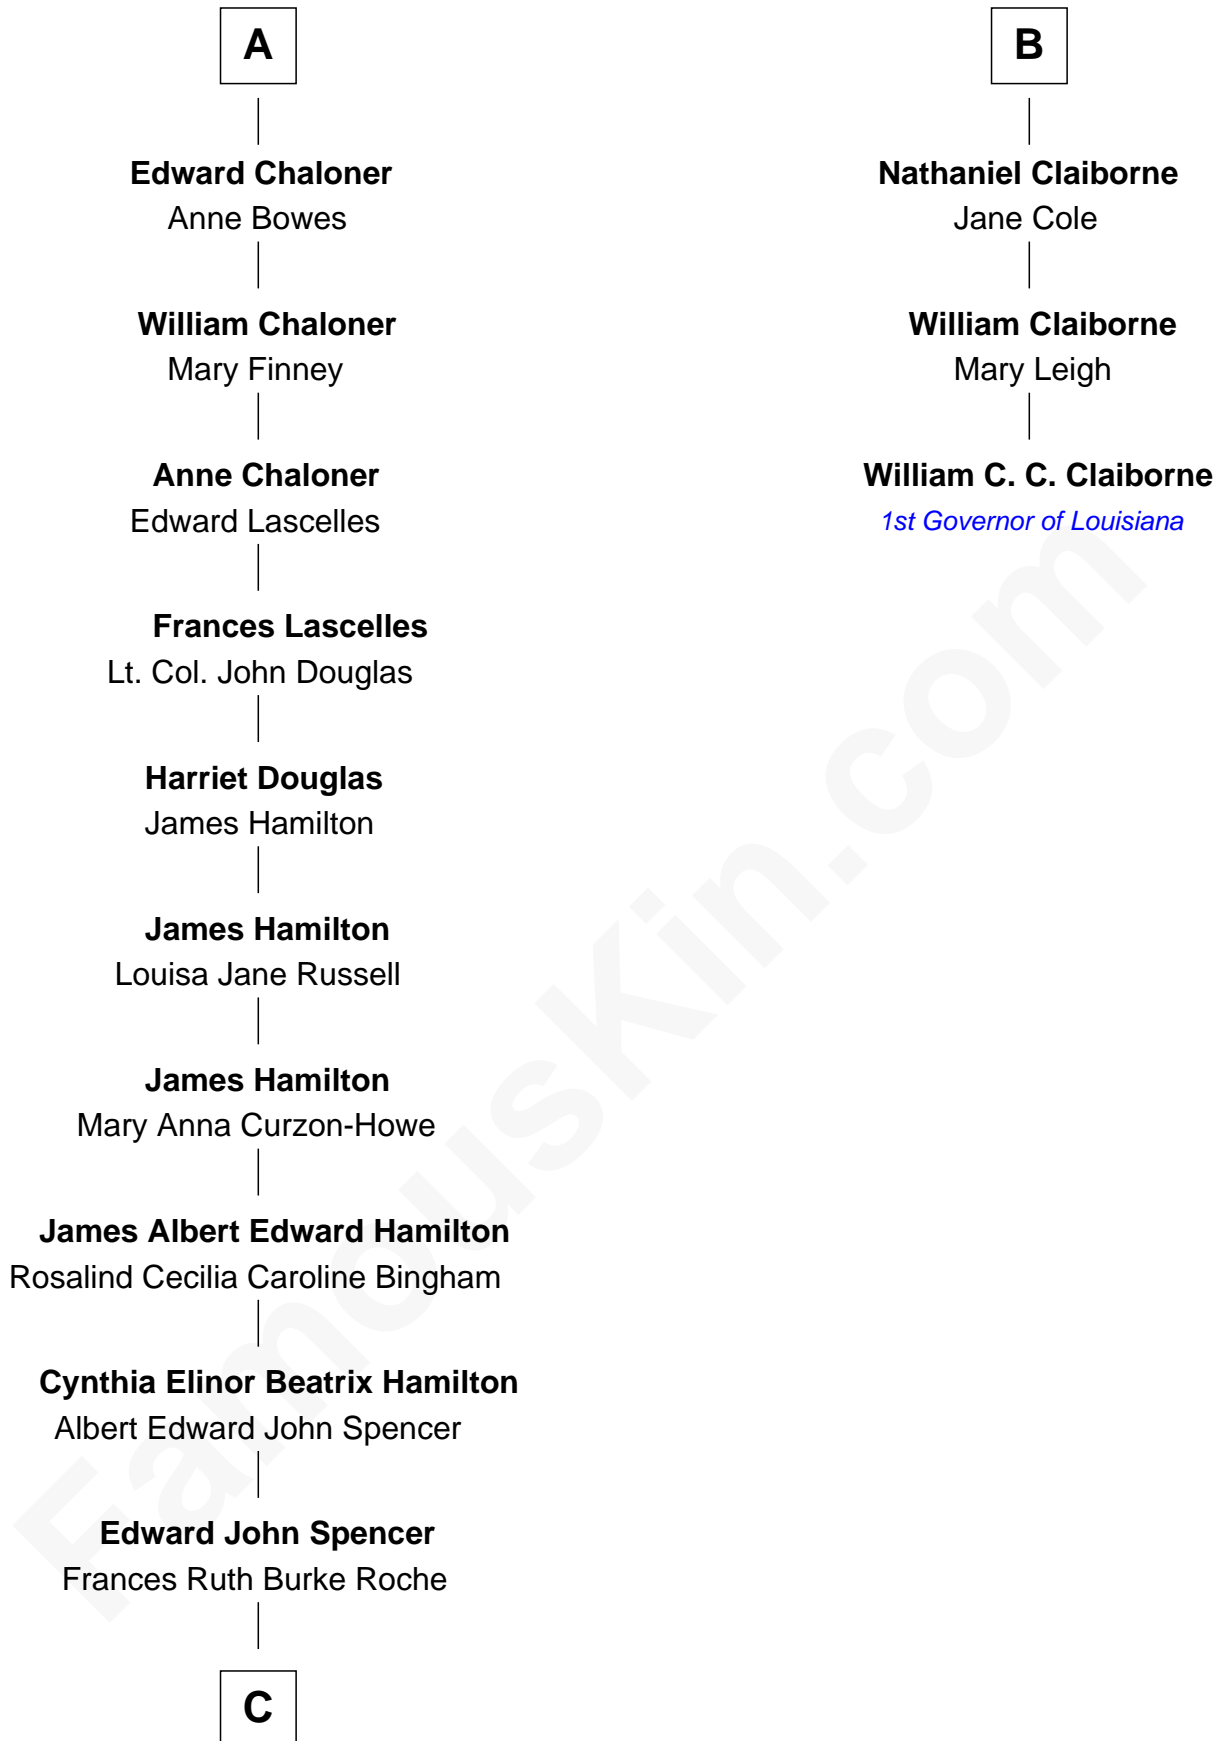 A
Edward Chaloner
Anne Bowes
William Chaloner
Mary Finney
Anne Chaloner
Edward Lascelles
Frances Lascelles
Lt. Col. John Douglas
Harriet Douglas
James Hamilton
James Hamilton
Louisa Jane Russell
James Hamilton
Mary Anna Curzon-Howe
James Albert Edward Hamilton
Rosalind Cecilia Caroline Bingham
Cynthia Elinor Beatrix Hamilton
Albert Edward John Spencer
Edward John Spencer
Frances Ruth Burke Roche
C
B
Nathaniel Claiborne
Jane Cole
William Claiborne
Mary Leigh
William C. C. Claiborne
1st Governor of Louisiana
FamousKin.com